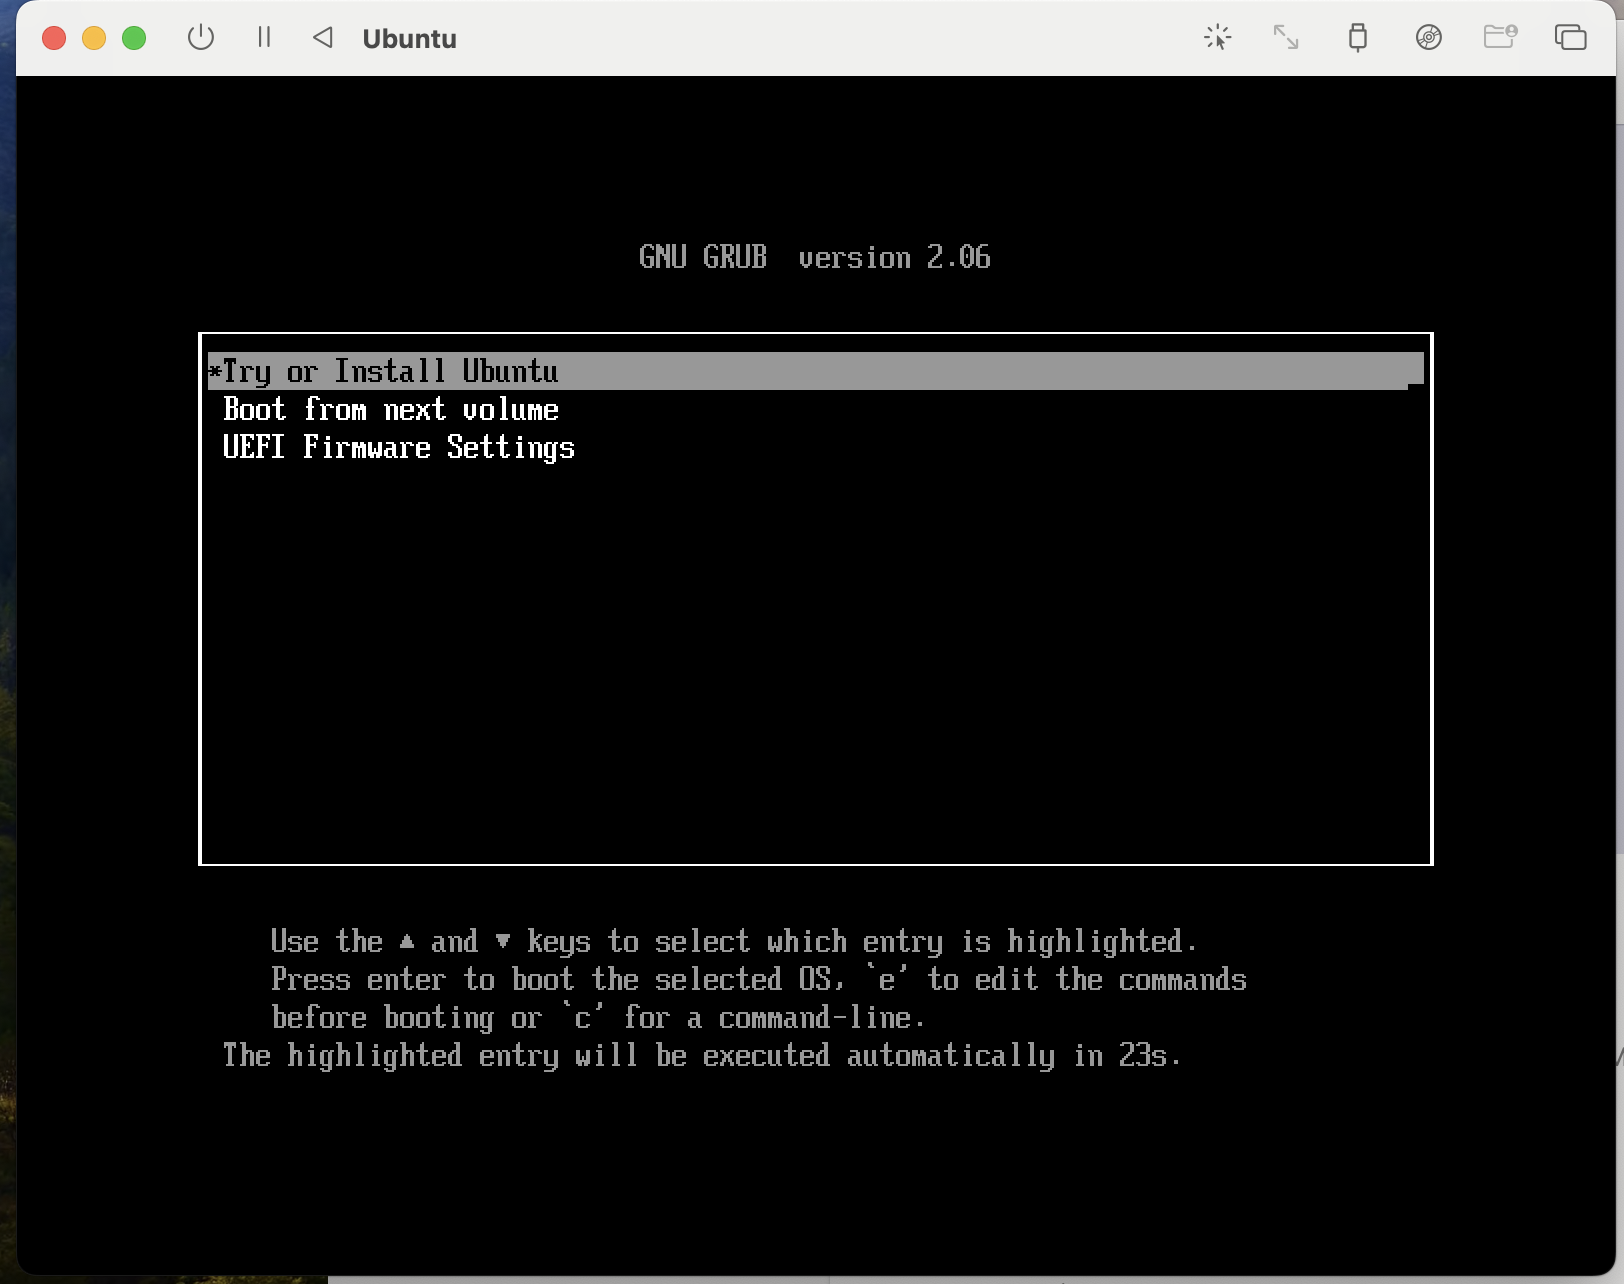 Ubuntu
GNU GRUB version 2.06
*Try or Install Ubuntu
Boot from next volume
UEFI Firmware Settings
Use the ▲ and ▼ keys to select which entry is highlighted.
Press enter to boot the selected OS, `e' to edit the commands
before booting or `c' for a command-line.
The highlighted entry will be executed automatically in 23s.